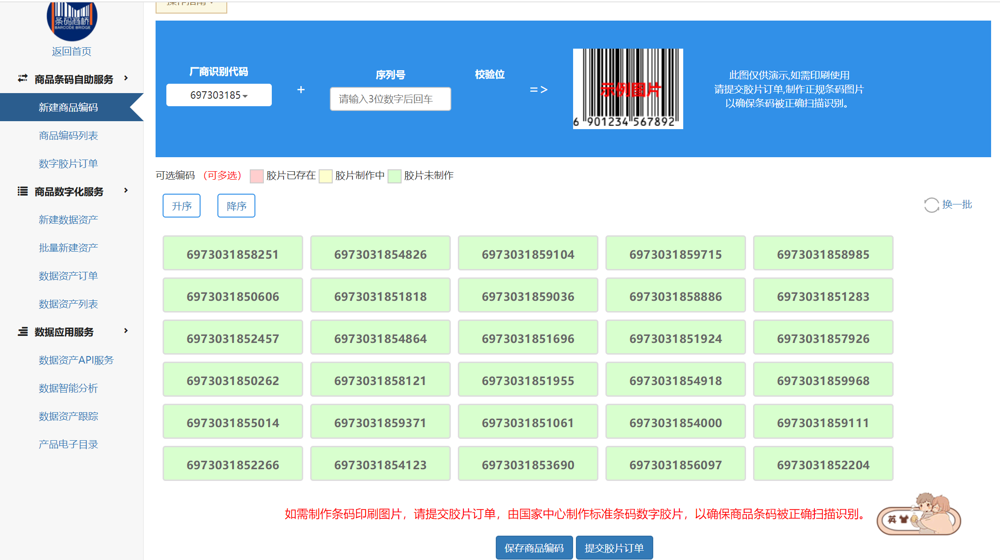 操作指南
条码商桥
BARCODE BRIDGE
返回首页
商品条码自助服务
新建商品编码
商品编码列表
数字胶片订单
商品数字化服务
新建数据资产
批量新建资产
数据资产订单
数据资产列表
数据应用服务
数据资产API服务
数据智能分析
数据资产跟踪
产品电子目录
厂商识别代码
697303185
+
序列号
请输入3位数字后回车
校验位
=>
示例图片
6 901234 567892
此图仅供演示,如需印刷使用
请提交胶片订单,制作正规条码图片
以确保条码被正确扫描识别。
可选编码 （可多选） 胶片已存在 胶片制作中 胶片未制作
升序 降序 换一批
6973031858251 6973031854826 6973031859104 6973031859715 6973031858985
6973031850606 6973031851818 6973031859036 6973031858886 6973031851283
6973031852457 6973031854864 6973031851696 6973031851924 6973031857926
6973031850262 6973031858121 6973031851955 6973031854918 6973031859968
6973031855014 6973031859371 6973031851061 6973031854000 6973031859111
6973031852266 6973031854123 6973031853690 6973031856097 6973031852204
如需制作条码印刷图片，请提交胶片订单，由国家中心制作标准条码数字胶片，以确保商品条码被正确扫描识别。
英
保存商品编码 提交胶片订单